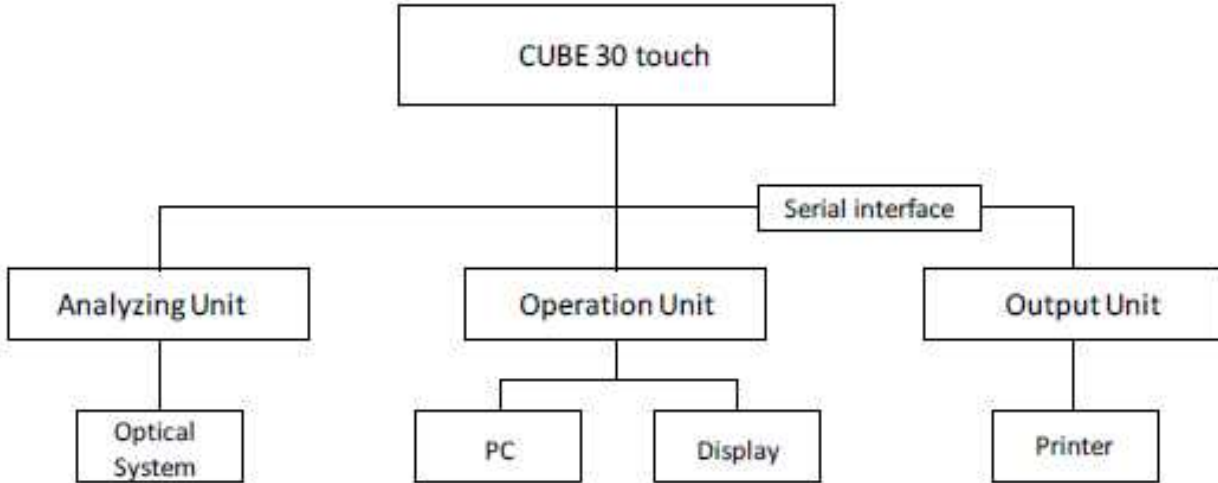 CUBE 30 touch
Serial interface
Analyzing Unit
Operation Unit
Output Unit
Optical
System
PC
Display
Printer